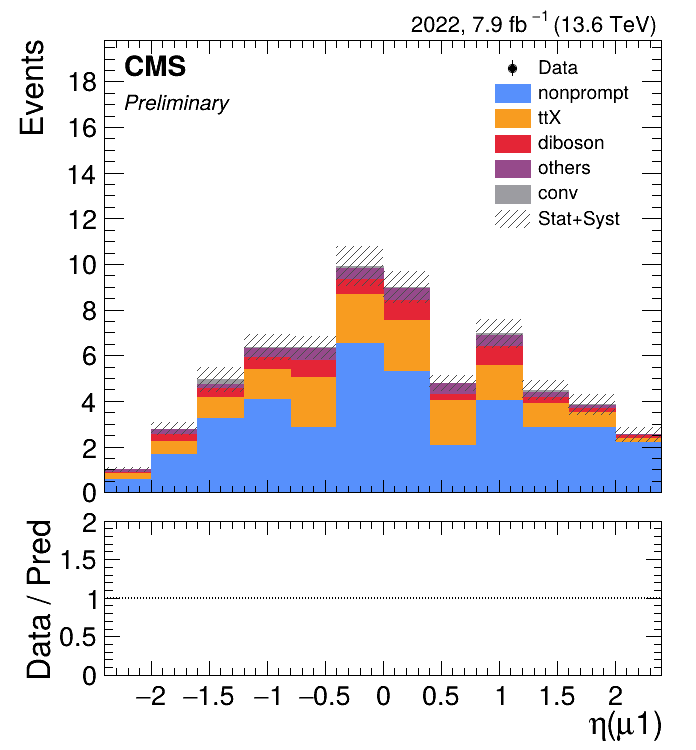 2022, 7.9 fb⁻¹ (13.6 TeV)
CMS
Preliminary
Events
18
16
14
12
10
8
6
4
2
0
Data
nonprompt
ttX
diboson
others
conv
Stat+Syst
Data / Pred
2
1.5
1
0.5
0
−2 −1.5 −1 −0.5 0 0.5 1 1.5 2
η(μ1)